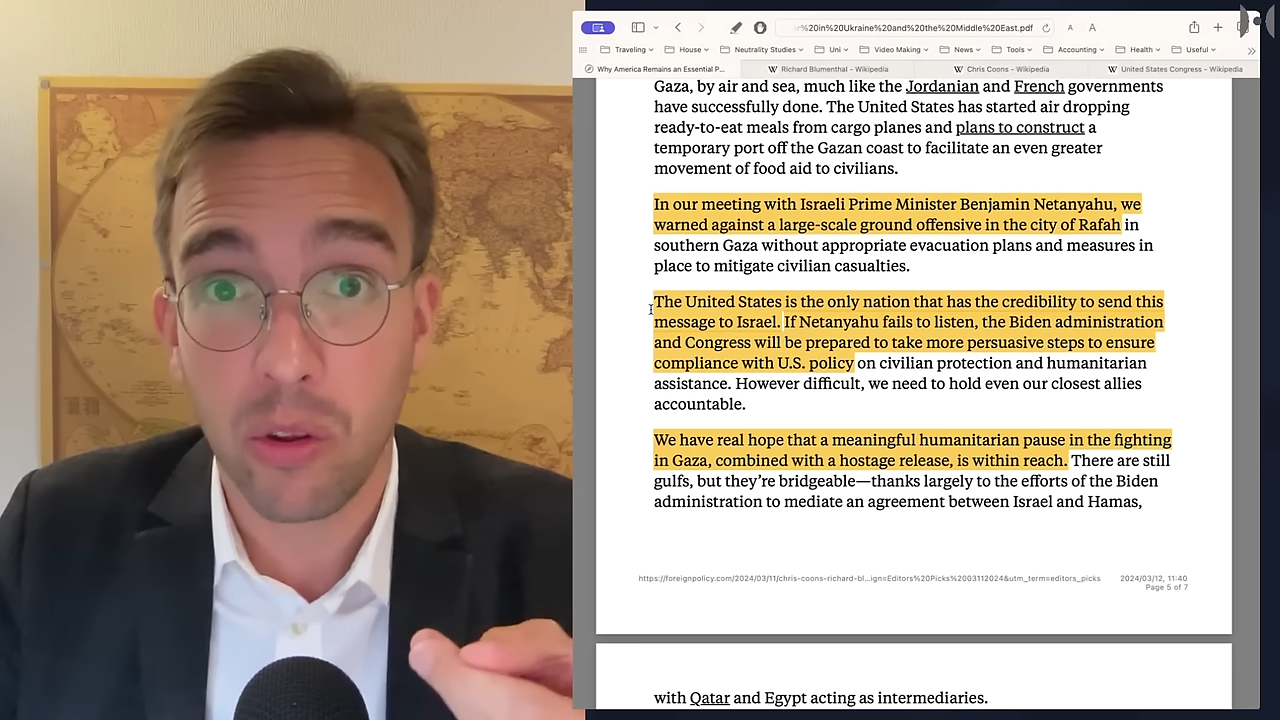 r%20in%20Ukraine%20and%20the%20Middle%20East.pdf
A A
Traveling House Neutrality Studies Uni Video Making News Tools Accounting Health Useful
Why America Remains an Essential P... Richard Blumenthal – Wikipedia Chris Coons – Wikipedia United States Congress – Wikipedia
Gaza, by air and sea, much like the Jordanian and French governments
have successfully done. The United States has started air dropping
ready-to-eat meals from cargo planes and plans to construct a
temporary port off the Gazan coast to facilitate an even greater
movement of food aid to civilians.
In our meeting with Israeli Prime Minister Benjamin Netanyahu, we
warned against a large-scale ground offensive in the city of Rafah in
southern Gaza without appropriate evacuation plans and measures in
place to mitigate civilian casualties.
The United States is the only nation that has the credibility to send this
message to Israel. If Netanyahu fails to listen, the Biden administration
and Congress will be prepared to take more persuasive steps to ensure
compliance with U.S. policy on civilian protection and humanitarian
assistance. However difficult, we need to hold even our closest allies
accountable.
We have real hope that a meaningful humanitarian pause in the fighting
in Gaza, combined with a hostage release, is within reach. There are still
gulfs, but they're bridgeable—thanks largely to the efforts of the Biden
administration to mediate an agreement between Israel and Hamas,
https://foreignpolicy.com/2024/03/11/chris-coons-richard-bl...ign=Editors%20Picks%2003112024&utm_term=editors_picks 2024/03/12, 11:40
Page 5 of 7
with Qatar and Egypt acting as intermediaries.